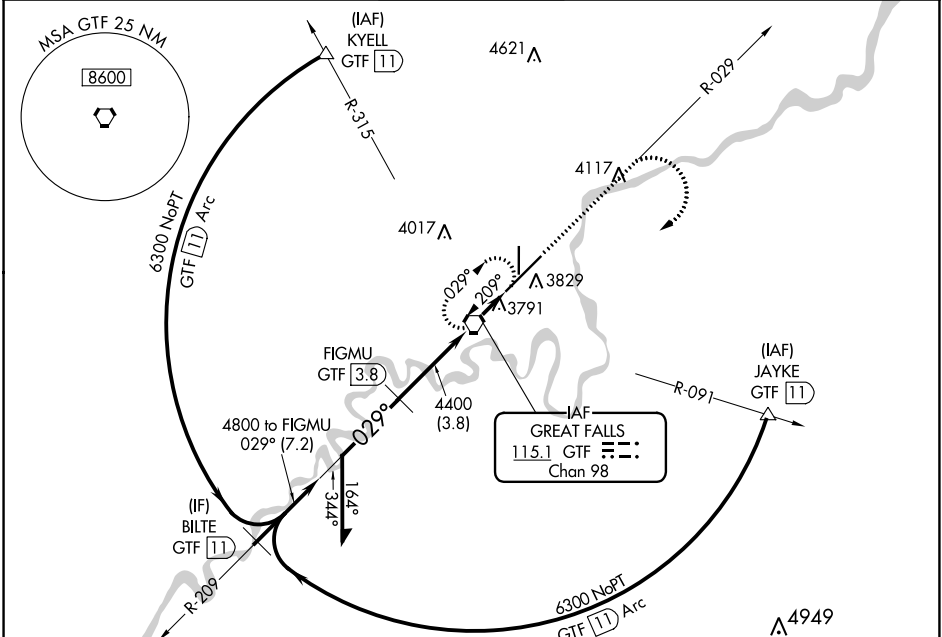 MSA GTF 25 NM
8600
(IAF)
KYELL
GTF 11
R-315
4621
R-029
4117
6300 NoPT
GTF 11 Arc
4017
029°
209°
3829
3791
FIGMU
GTF 3.8
4400
(3.8)
029°
4800 to FIGMU
029° (7.2)
(IAF)
JAYKE
GTF 11
R-091
IAF
GREAT FALLS
115.1 GTF
Chan 98
344°
164°
(IF)
BILTE
GTF 11
R-209
6300 NoPT
GTF 11 Arc
4949